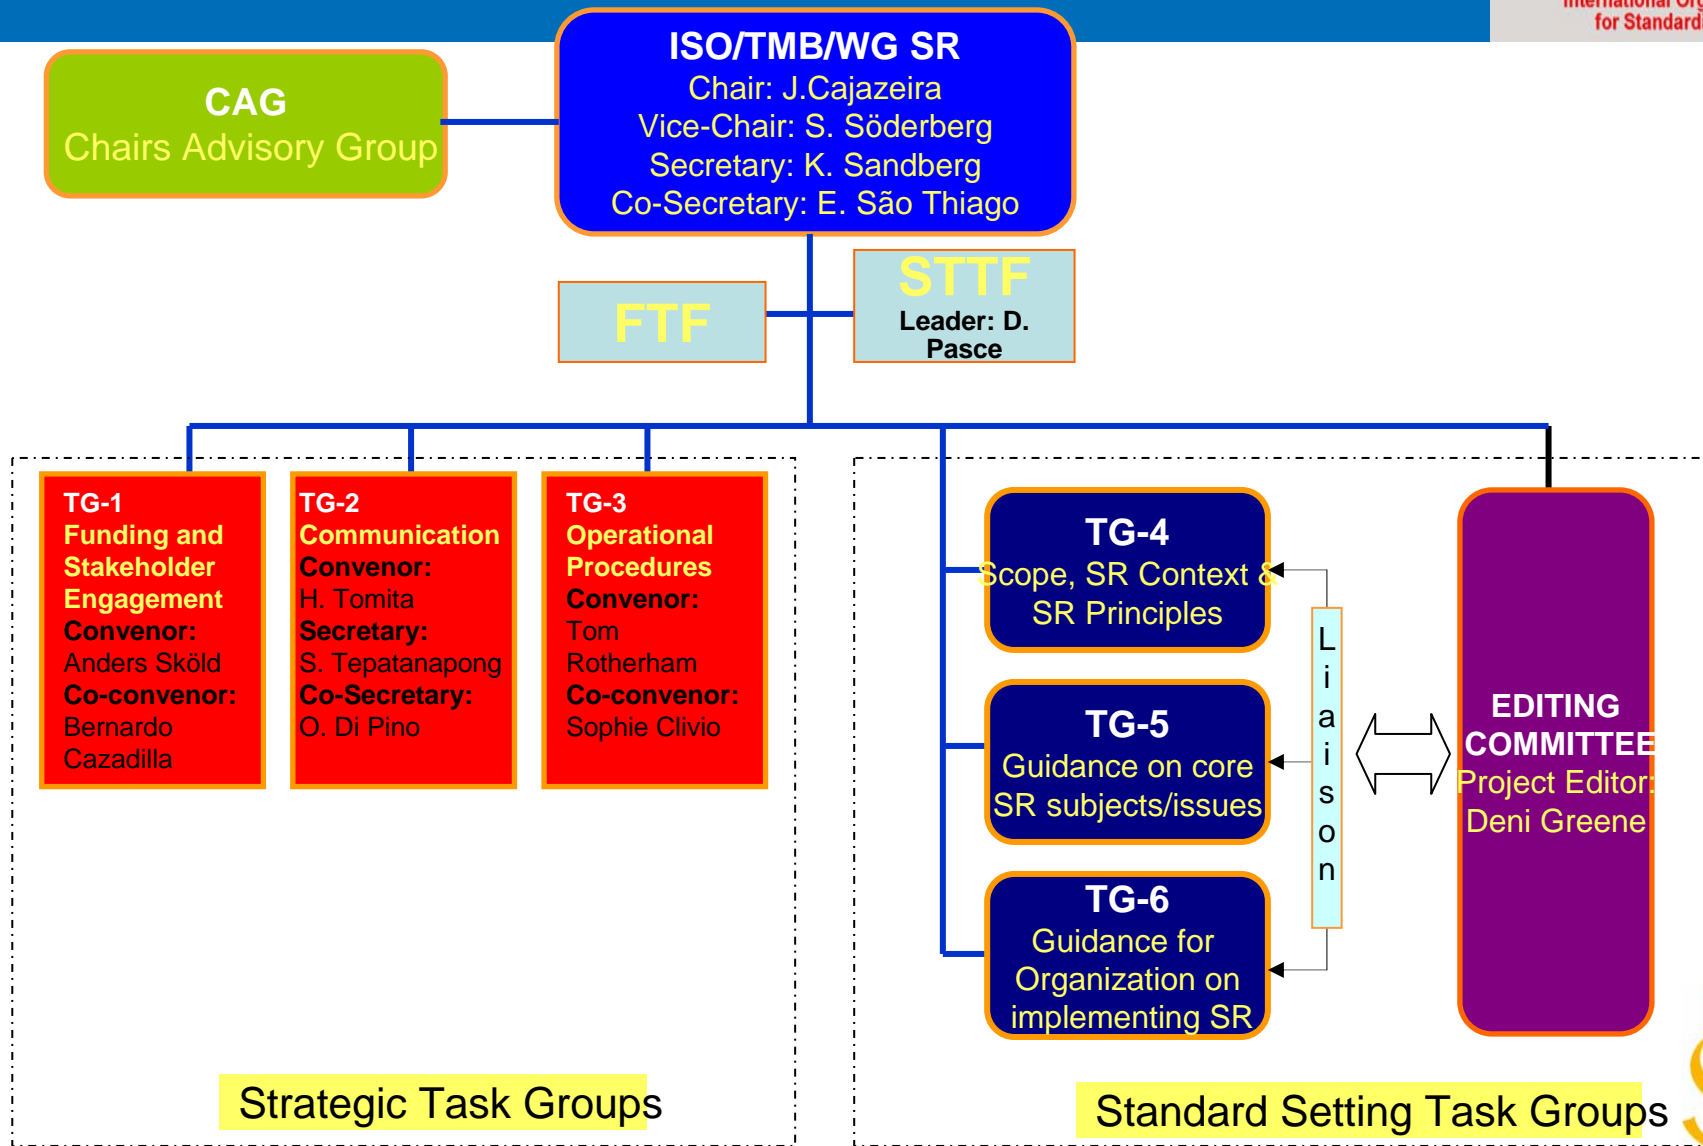 International Org
for Standard
ISO/TMB/WG SR
Chair: J.Cajazeira
Vice-Chair: S. Söderberg
Secretary: K. Sandberg
Co-Secretary: E. São Thiago
CAG
Chairs Advisory Group
FTF
STTF
Leader: D.
Pasce
TG-1
Funding and
Stakeholder
Engagement
Convenor:
Anders Sköld
Co-convenor:
Bernardo
Cazadilla
TG-2
Communication
Convenor:
H. Tomita
Secretary:
S. Tepatanapong
Co-Secretary:
O. Di Pino
TG-3
Operational
Procedures
Convenor:
Tom
Rotherham
Co-convenor:
Sophie Clivio
TG-4
Scope, SR Context &
SR Principles
TG-5
Guidance on core
SR subjects/issues
TG-6
Guidance for
Organization on
implementing SR
Liaison
EDITING
COMMITTEE
Project Editor:
Deni Greene
Strategic Task Groups
Standard Setting Task Groups